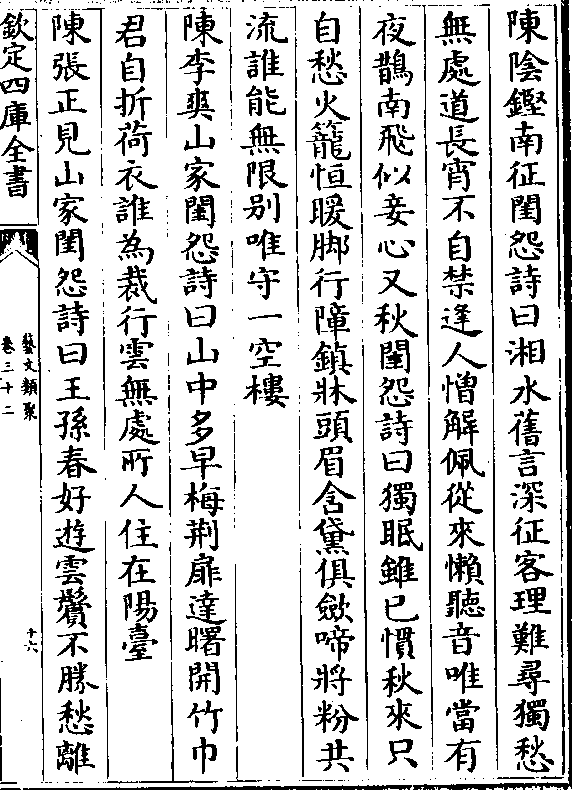 陳陰鏗南征閨怨詩曰湘水舊言深征客理難尋獨愁
無處道長宵不自禁逢人憎解佩從來懶聽音唯當有
夜鵲南飛似妾心又秋閨怨詩曰獨眠雖已慣秋來只
自愁火籠恒暖脚行障鎮牀頭眉含黛俱斂啼將粉共
流誰能無限别唯守一空樓
陳李爽山家閨怨詩曰山中多早梅荆扉達曙開竹巾
君自折荷衣誰為裁行雲無處所人住在陽臺
陳張正見山家閨怨詩曰王孫春好遊雲鬢不勝愁離
欽定四庫全書
藝文類聚
卷三十二
十六